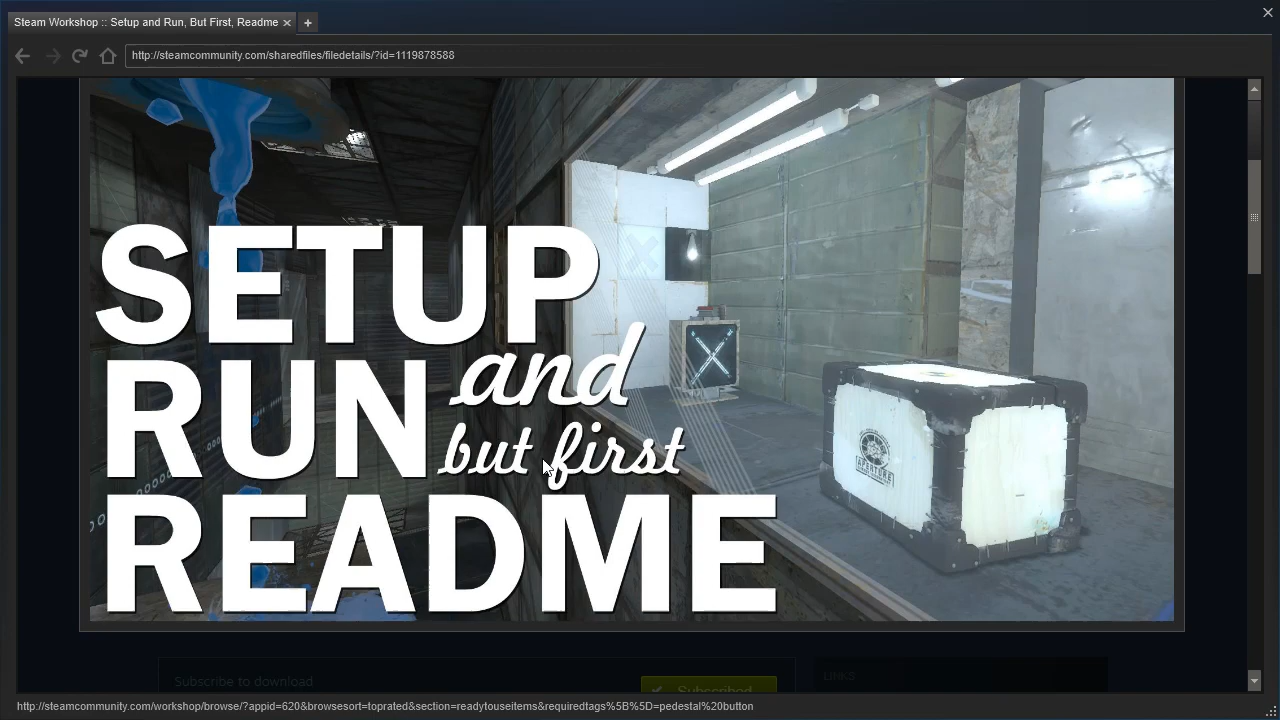 Steam Workshop :: Setup and Run, But First, Readme
http://steamcommunity.com/sharedfiles/filedetails/?id=1119878588
SETUP
and
RUN
but first
README
APERTURE
Subscribe to download
Subscribed
Links
http://steamcommunity.com/workshop/browse/?appid=620&browsesort=toprated&section=readytouseitems&requiredtags%5B%5D=pedestal%20button